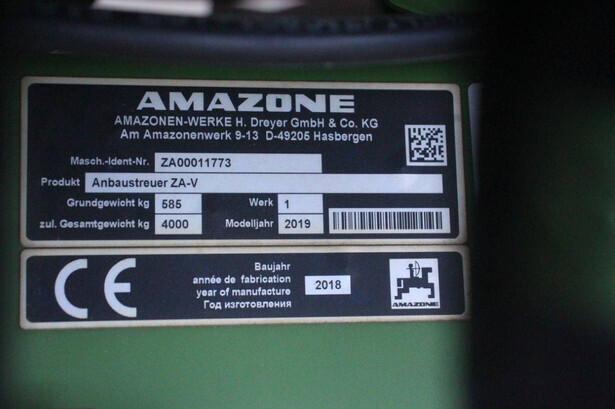 AMAZONE
AMAZONEN-WERKE H. Dreyer GmbH & Co. KG
Am Amazonenwerk 9-13 D-49205 Hasbergen
Masch.-Ident-Nr. ZA00011773
Produkt Anbaustreuer ZA-V
Grundgewicht kg 585 Werk 1
zul. Gesamtgewicht kg 4000 Modelljahr 2019
CE
Baujahr
année de fabrication
year of manufacture
Год изготовления
2018
AMAZONE